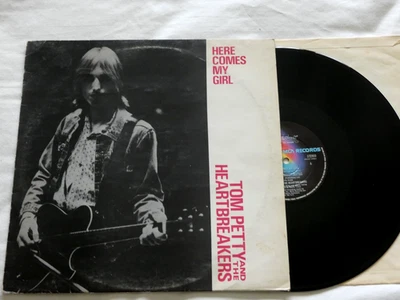 HERE
COMES
MY
GIRL
TOM PETTY AND
THE
HEARTBREAKERS
RECORDS